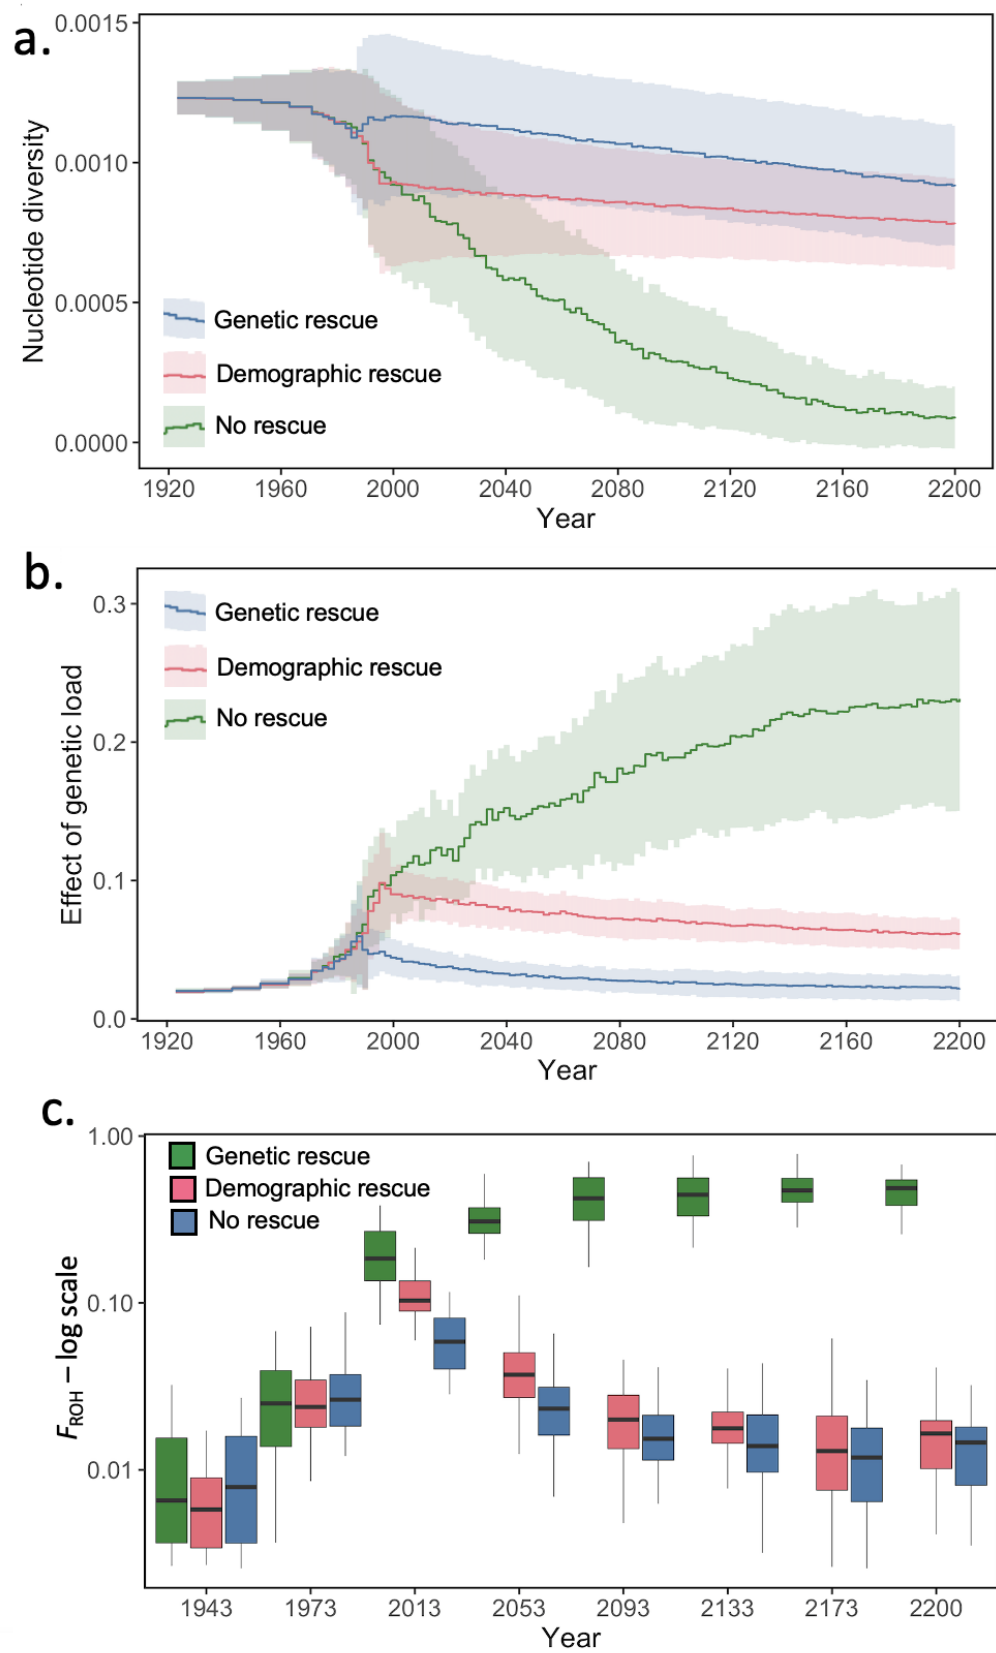 a.
0.0015
0.0010
0.0005
0.0000
Nucleotide diversity
Genetic rescue
Demographic rescue
No rescue
1920 1960 2000 2040 2080 2120 2160 2200
Year
b.
0.3
0.2
0.1
0.0
Effect of genetic load
Genetic rescue
Demographic rescue
No rescue
1920 1960 2000 2040 2080 2120 2160 2200
Year
c.
1.00
0.10
0.01
FROH – log scale
Genetic rescue
Demographic rescue
No rescue
1943 1973 2013 2053 2093 2133 2173 2200
Year